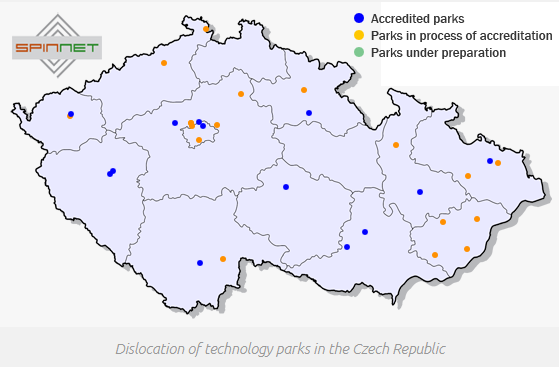 SPINNET
Accredited parks
Parks in process of accreditation
Parks under preparation
Dislocation of technology parks in the Czech Republic